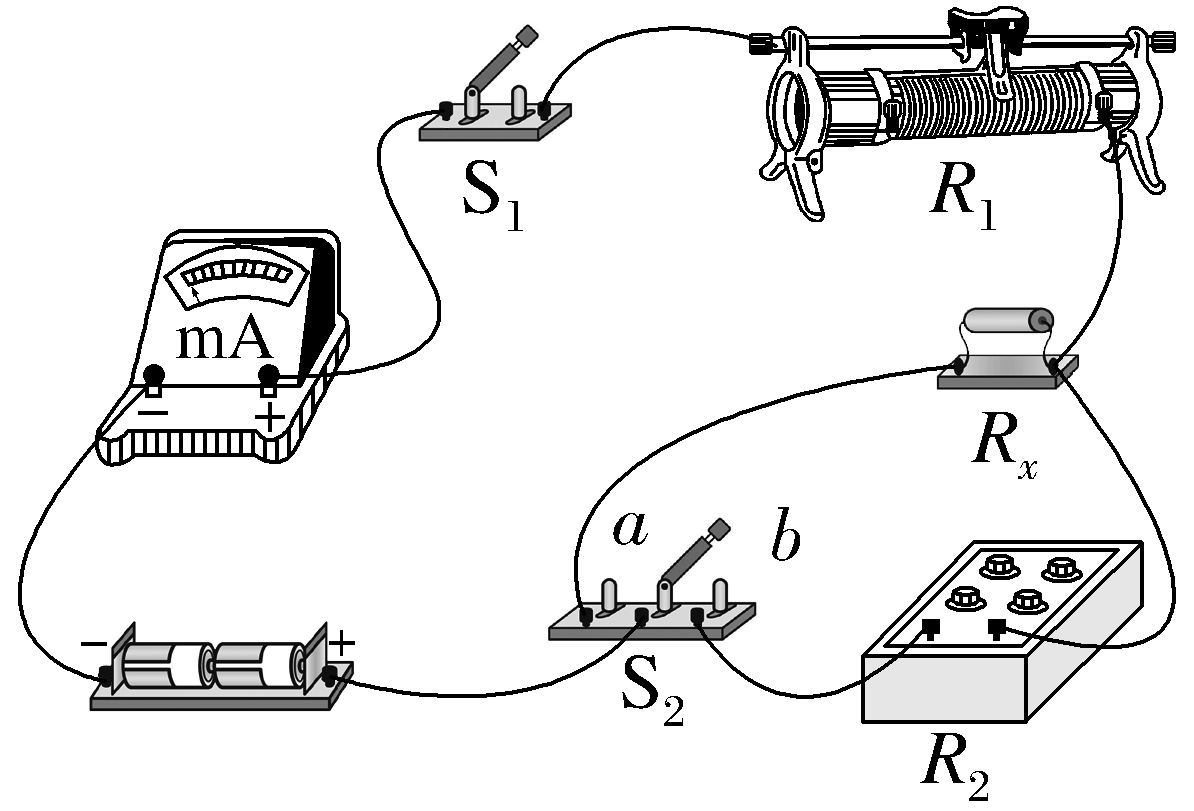 S₁
R₁
mA
− +
Rₓ
a b
− +
S₂
R₂